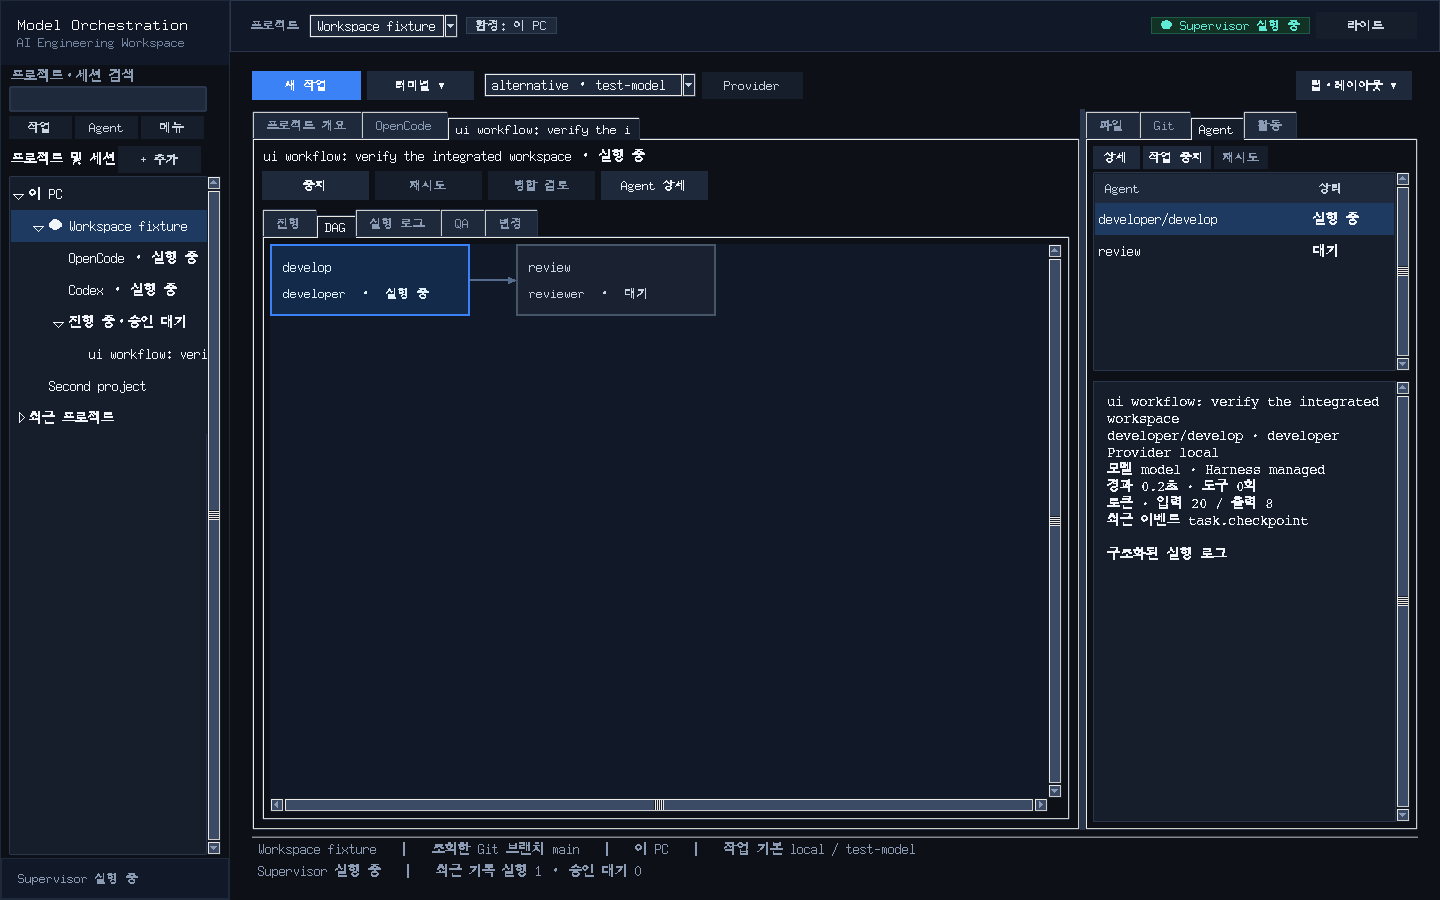 Model Orchestration
AI Engineering Workspace
프로젝트·세션 검색
작업 Agent 메뉴
프로젝트 및 세션 + 추가
이 PC
Workspace fixture
OpenCode · 실행 중
Codex · 실행 중
진행 중·승인 대기
ui workflow: veri
Second project
최근 프로젝트
Supervisor 실행 중
프로젝트 Workspace fixture 환경: 이 PC
Supervisor 실행 중 라이트
새 작업 터미널 ▾ alternative · test-model Provider
탭·레이아웃 ▾
프로젝트 개요 OpenCode ui workflow: verify the i
ui workflow: verify the integrated workspace · 실행 중
중지 재시도 병합 검토 Agent 상세
진행 DAG 실행 로그 QA 변경
develop
developer · 실행 중
review
reviewer · 대기
파일 Git Agent 활동
상세 작업 중지 재시도
Agent 상태
developer/develop 실행 중
review 대기
ui workflow: verify the integrated
workspace
developer/develop · developer
Provider local
모델 model · Harness managed
경과 0.2초 · 도구 0회
토큰 · 입력 20 / 출력 8
최근 이벤트 task.checkpoint
구조화된 실행 로그
Workspace fixture | 조회한 Git 브랜치 main | 이 PC | 작업 기본 local / test-model
Supervisor 실행 중 | 최근 기록 실행 1 · 승인 대기 0